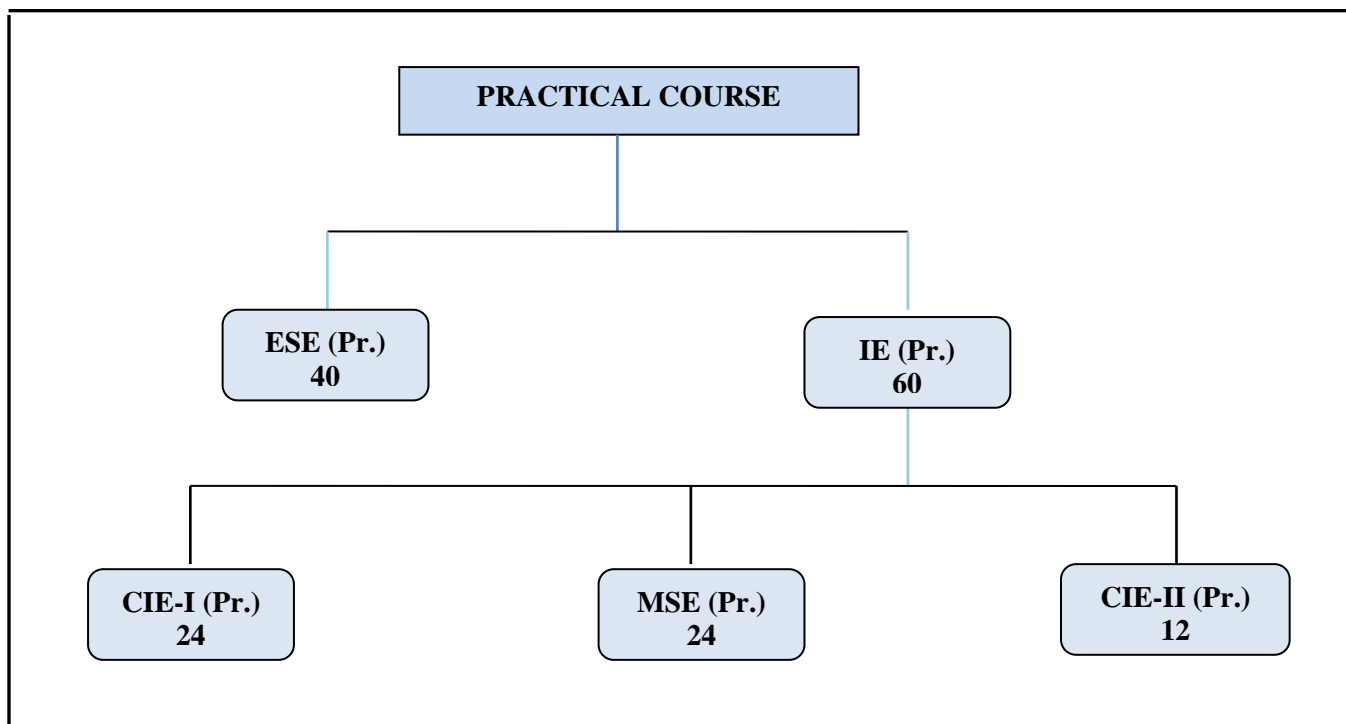 PRACTICAL COURSE
ESE (Pr.)
40
IE (Pr.)
60
CIE-I (Pr.)
24
MSE (Pr.)
24
CIE-II (Pr.)
12